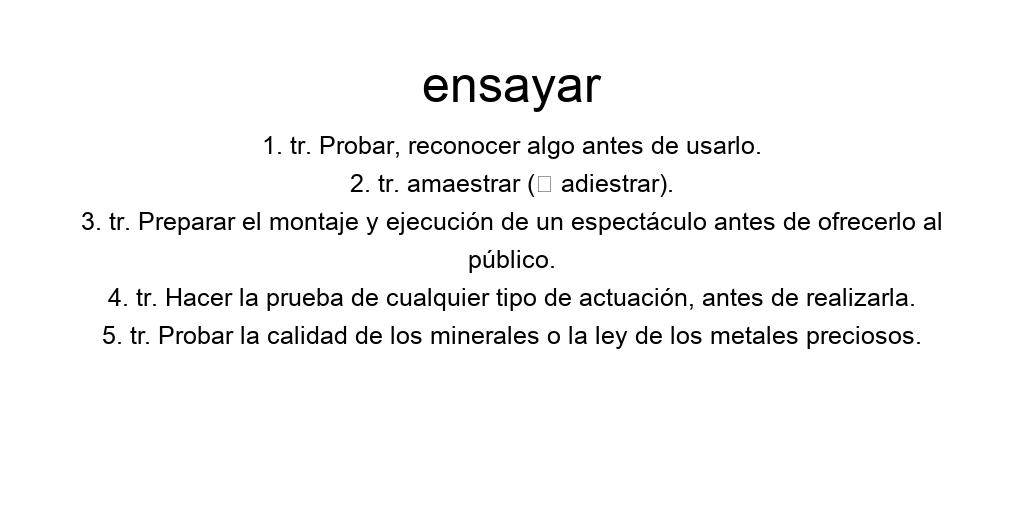 ensayar
1. tr. Probar, reconocer algo antes de usarlo.
2. tr. amaestrar (□ adiestrar).
3. tr. Preparar el montaje y ejecución de un espectáculo antes de ofrecerlo al
público.
4. tr. Hacer la prueba de cualquier tipo de actuación, antes de realizarla.
5. tr. Probar la calidad de los minerales o la ley de los metales preciosos.